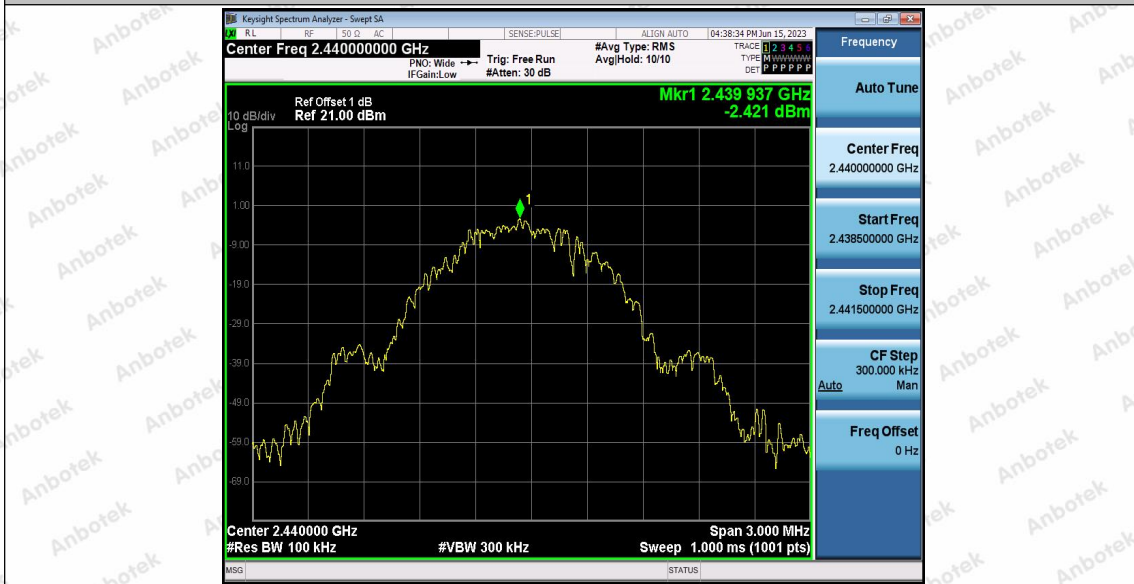 Keysight Spectrum Analyzer - Swept SA
LXI RL RF 50 Ω AC SENSE:PULSE ALIGN AUTO 04:38:34 PM Jun 15, 2023
Center Freq 2.440000000 GHz
PNO: Wide
IFGain:Low
Trig: Free Run
#Atten: 30 dB
#Avg Type: RMS
Avg|Hold: 10/10
TRACE 1 2 3 4 5 6
TYPE M W W W W W
DET P P P P P P
Frequency
Mkr1 2.439 937 GHz
-2.421 dBm
Ref Offset 1 dB
10 dB/div Ref 21.00 dBm
Log
1
11.0
1.00
-9.00
-19.0
-29.0
-39.0
-49.0
-59.0
-69.0
Center 2.440000 GHz Span 3.000 MHz
#Res BW 100 kHz #VBW 300 kHz Sweep 1.000 ms (1001 pts)
MSG STATUS
Auto Tune
Center Freq
2.440000000 GHz
Start Freq
2.438500000 GHz
Stop Freq
2.441500000 GHz
CF Step
300.000 kHz
Auto Man
Freq Offset
0 Hz
Anbotek